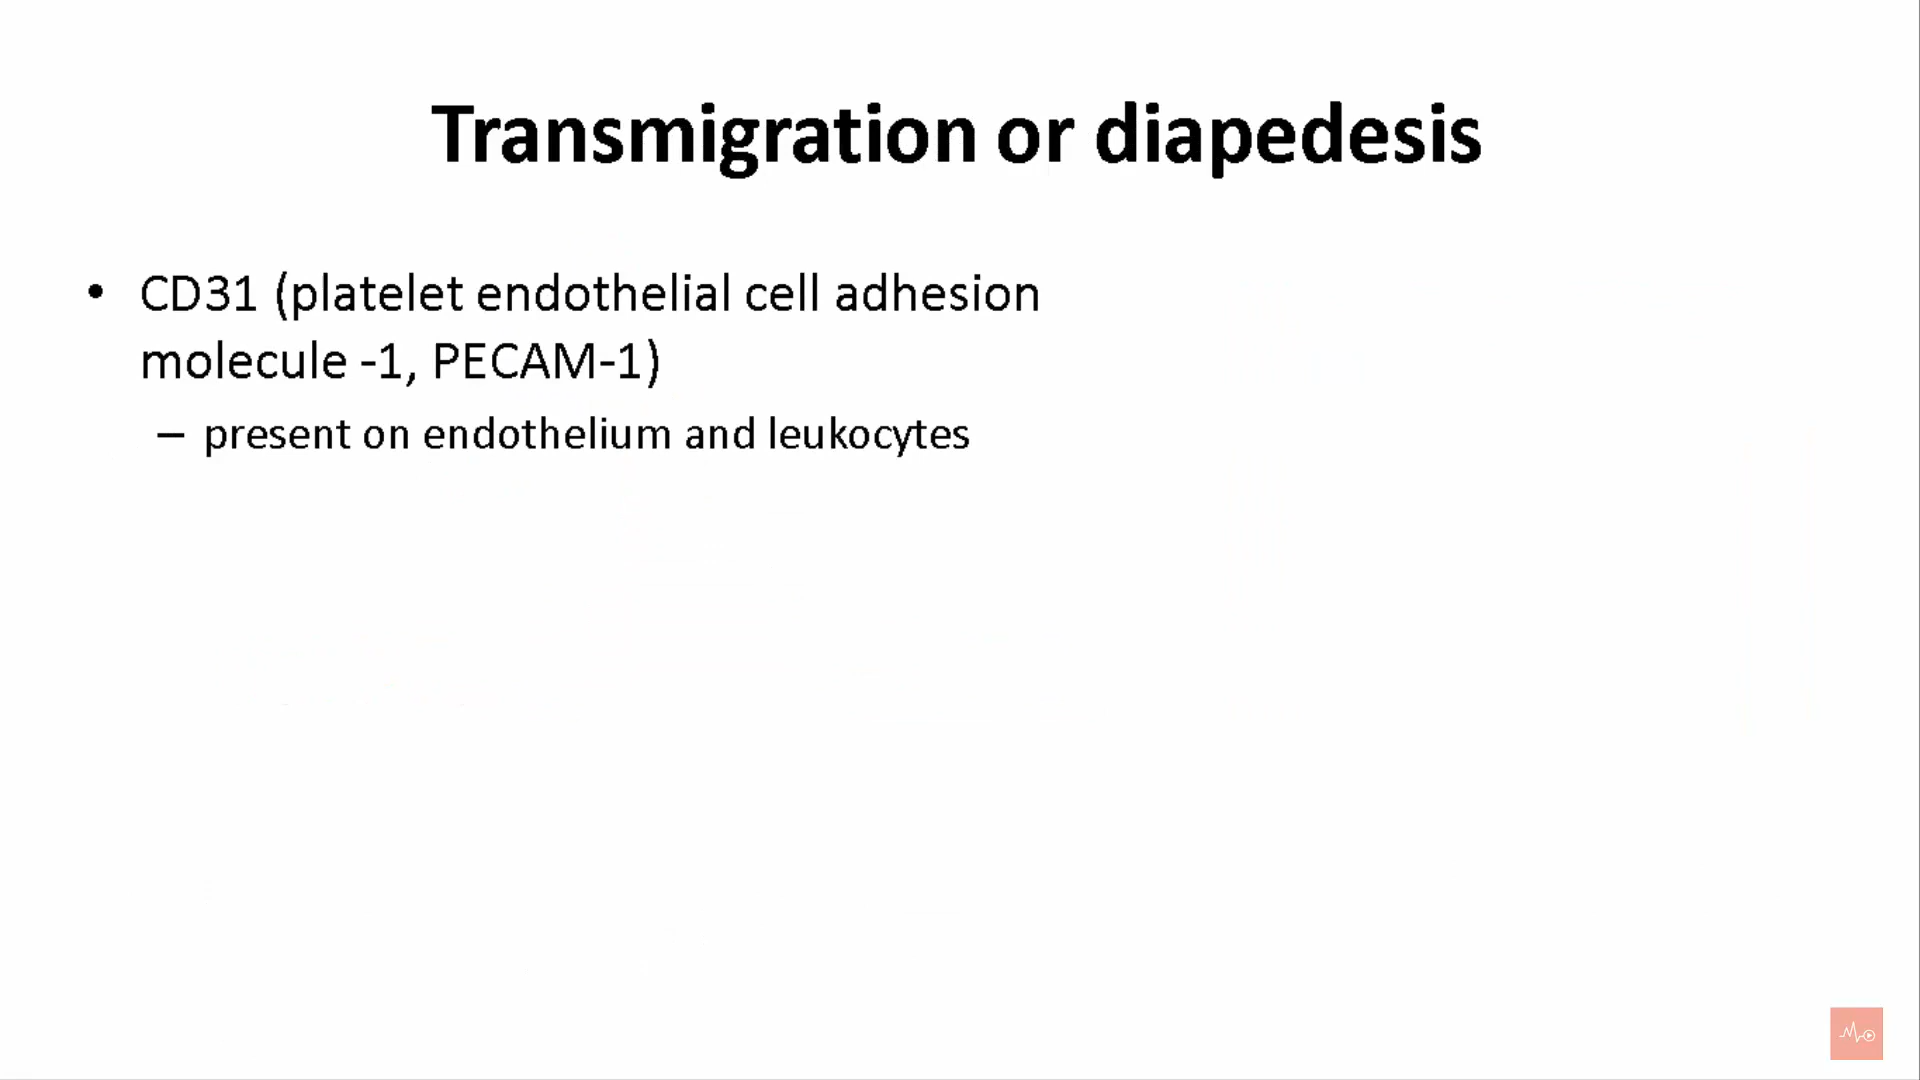 Transmigration or diapedesis
• CD31 (platelet endothelial cell adhesion
molecule -1, PECAM-1)
– present on endothelium and leukocytes